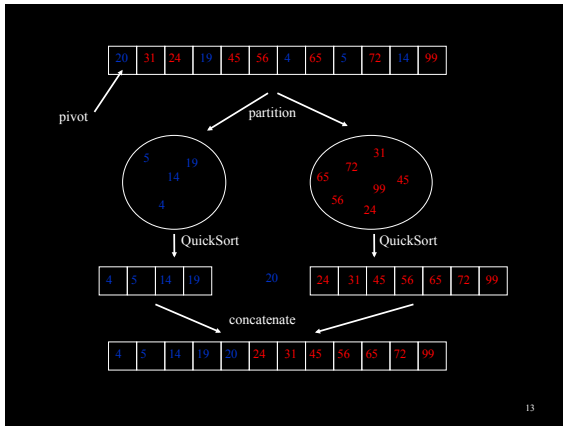 20 31 24 19 45 56 4 65 5 72 14 99
pivot
partition
5 19 14 4
31 72 65 45 99 56 24
QuickSort QuickSort
4 5 14 19 20 24 31 45 56 65 72 99
concatenate
4 5 14 19 20 24 31 45 56 65 72 99
13